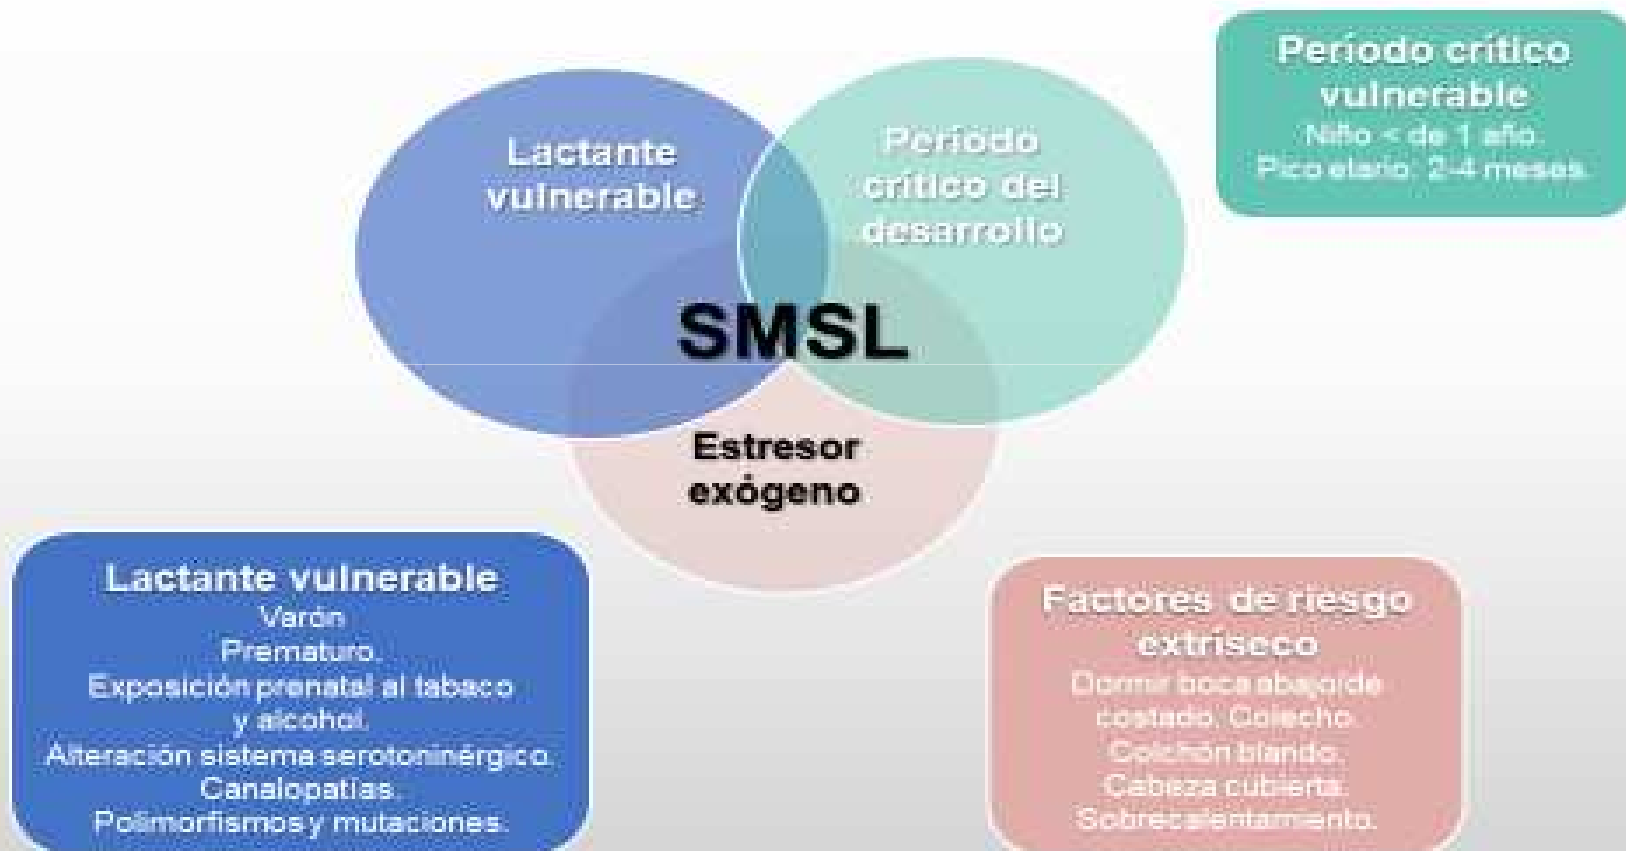 Período crítico
vulnerable
Niño < de 1 año.
Pico etario: 2-4 meses.
Lactante
vulnerable
Período
crítico del
desarrollo
SMSL
Estresor
exógeno
Lactante vulnerable
Varón
Prematuro.
Exposición prenatal al tabaco
y alcohol.
Alteración sistema serotoninérgico.
Canalopatías.
Polimorfismos y mutaciones.
Factores de riesgo
extríseco
Dormir boca abajo/de
costado. Colecho
Colchón blando.
Cabeza cubierta.
Sobrecalentamiento.